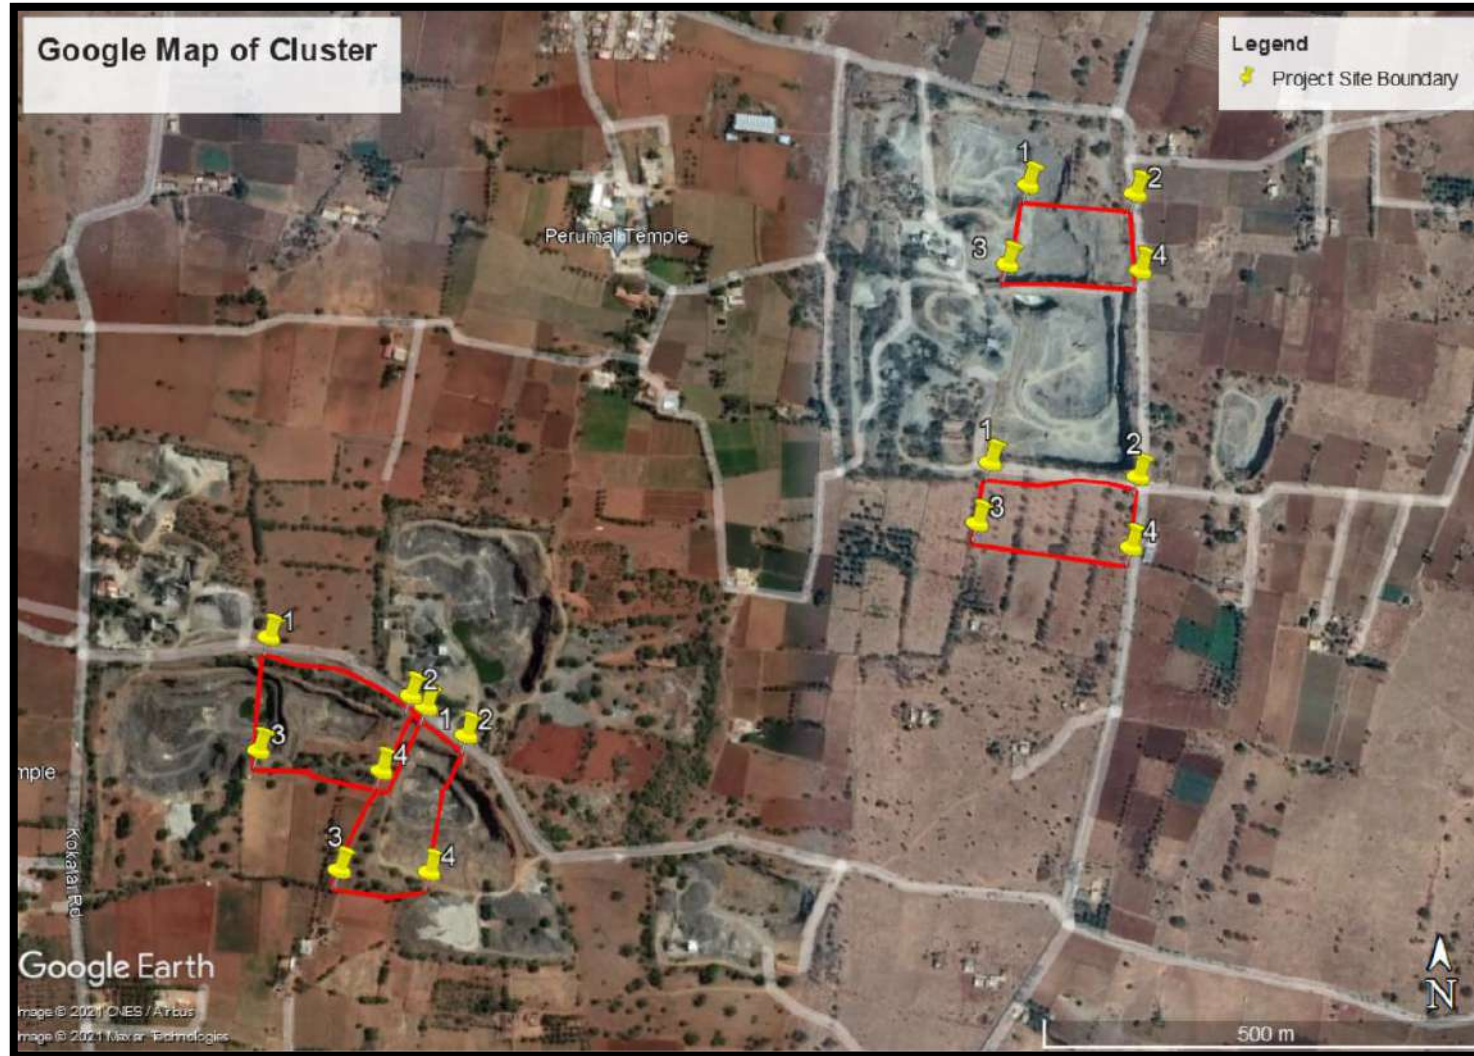 Google Map of Cluster
Legend
Project Site Boundary
1
2
3
4
Perumal Temple
1
2
3
4
1
2
1
2
3
4
mple
3
4
Kokalai Rd
Google Earth
Image © 2021 CNES / Airbus
Image © 2021 Maxar Technologies
N
500 m